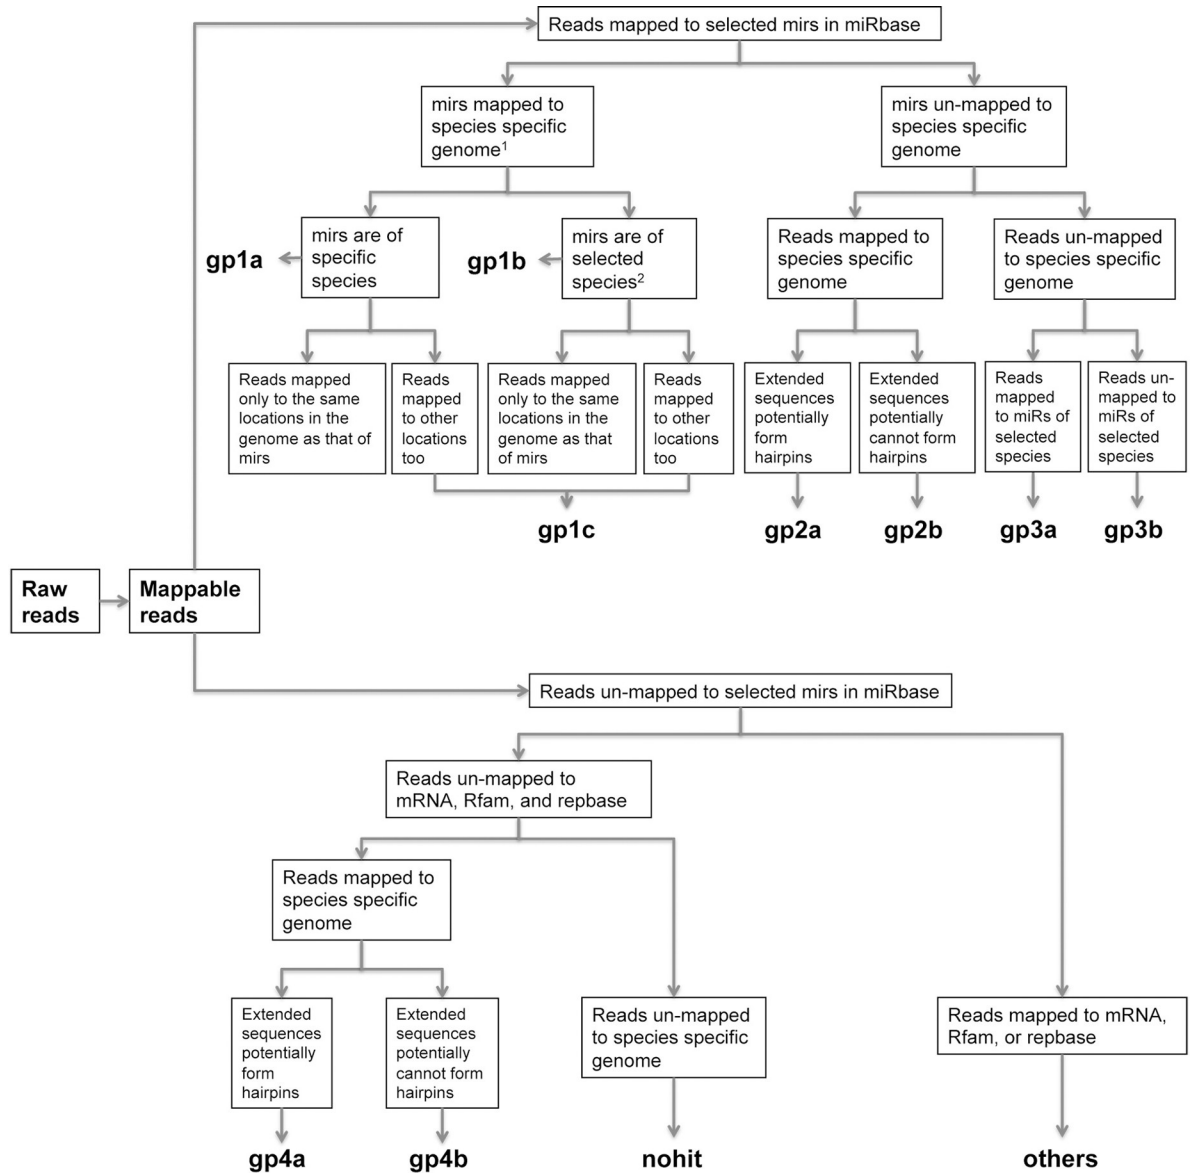 Reads mapped to selected mirs in miRbase
mirs mapped to
species specific
genome1
mirs un-mapped to
species specific
genome
gp1a
mirs are of
specific
species
gp1b
mirs are of
selected
species2
Reads mapped to
species specific
genome
Reads un-mapped
to species specific
genome
Reads mapped
only to the same
locations in the
genome as that of
mirs
Reads
mapped
to other
locations
too
Reads mapped
only to the same
locations in the
genome as that
of mirs
Reads
mapped
to other
locations
too
Extended
sequences
potentially
form
hairpins
Extended
sequences
potentially
cannot form
hairpins
Reads
mapped
to miRs of
selected
species
Reads un-
mapped to
miRs of
selected
species
gp1c
gp2a
gp2b
gp3a
gp3b
Raw
reads
Mappable
reads
Reads un-mapped to selected mirs in miRbase
Reads un-mapped to
mRNA, Rfam, and repbase
Reads mapped to
species specific
genome
Extended
sequences
potentially
form
hairpins
Extended
sequences
potentially
cannot form
hairpins
Reads un-mapped
to species specific
genome
Reads mapped to mRNA,
Rfam, or repbase
gp4a
gp4b
nohit
others